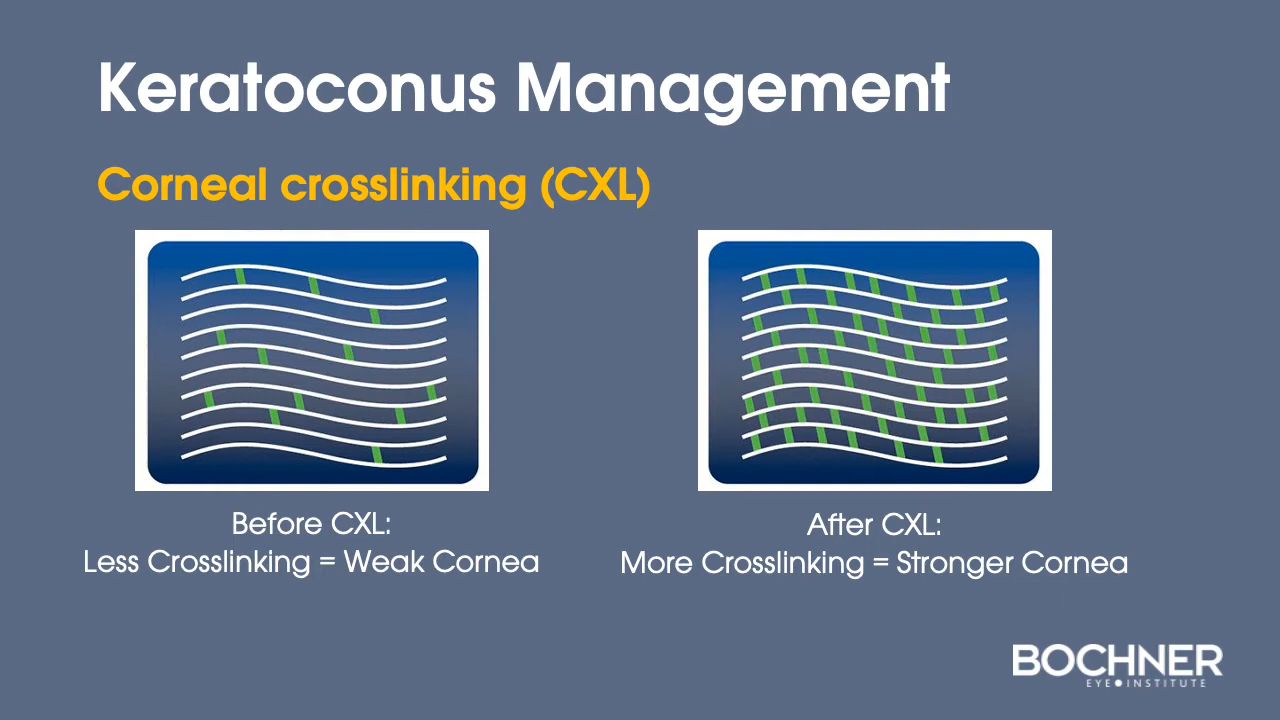 Keratoconus Management
Corneal crosslinking (CXL)
Before CXL:
Less Crosslinking = Weak Cornea
After CXL:
More Crosslinking = Stronger Cornea
BOCHNER
EYE●INSTITUTE